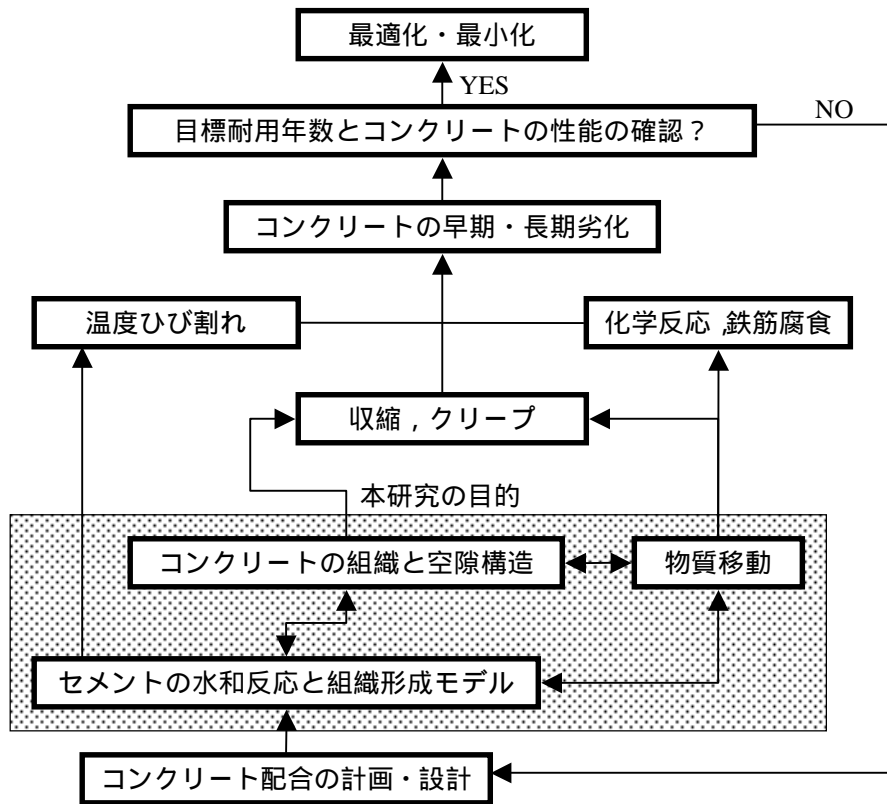 最適化・最小化
YES
目標耐用年数とコンクリートの性能の確認？
NO
コンクリートの早期・長期劣化
温度ひび割れ
化学反応,鉄筋腐食
収縮，クリープ
本研究の目的
コンクリートの組織と空隙構造
物質移動
セメントの水和反応と組織形成モデル
コンクリート配合の計画・設計